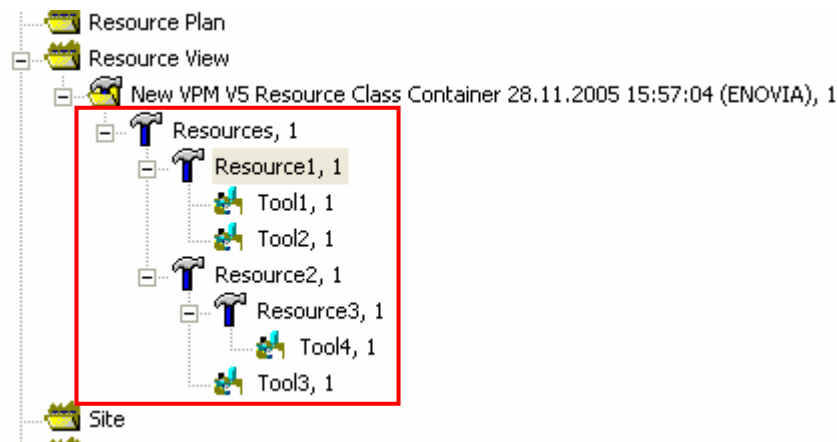 Resource Plan
Resource View
New VPM V5 Resource Class Container 28.11.2005 15:57:04 (ENOVIA), 1
Resources, 1
Resource1, 1
Tool1, 1
Tool2, 1
Resource2, 1
Resource3, 1
Tool4, 1
Tool3, 1
Site